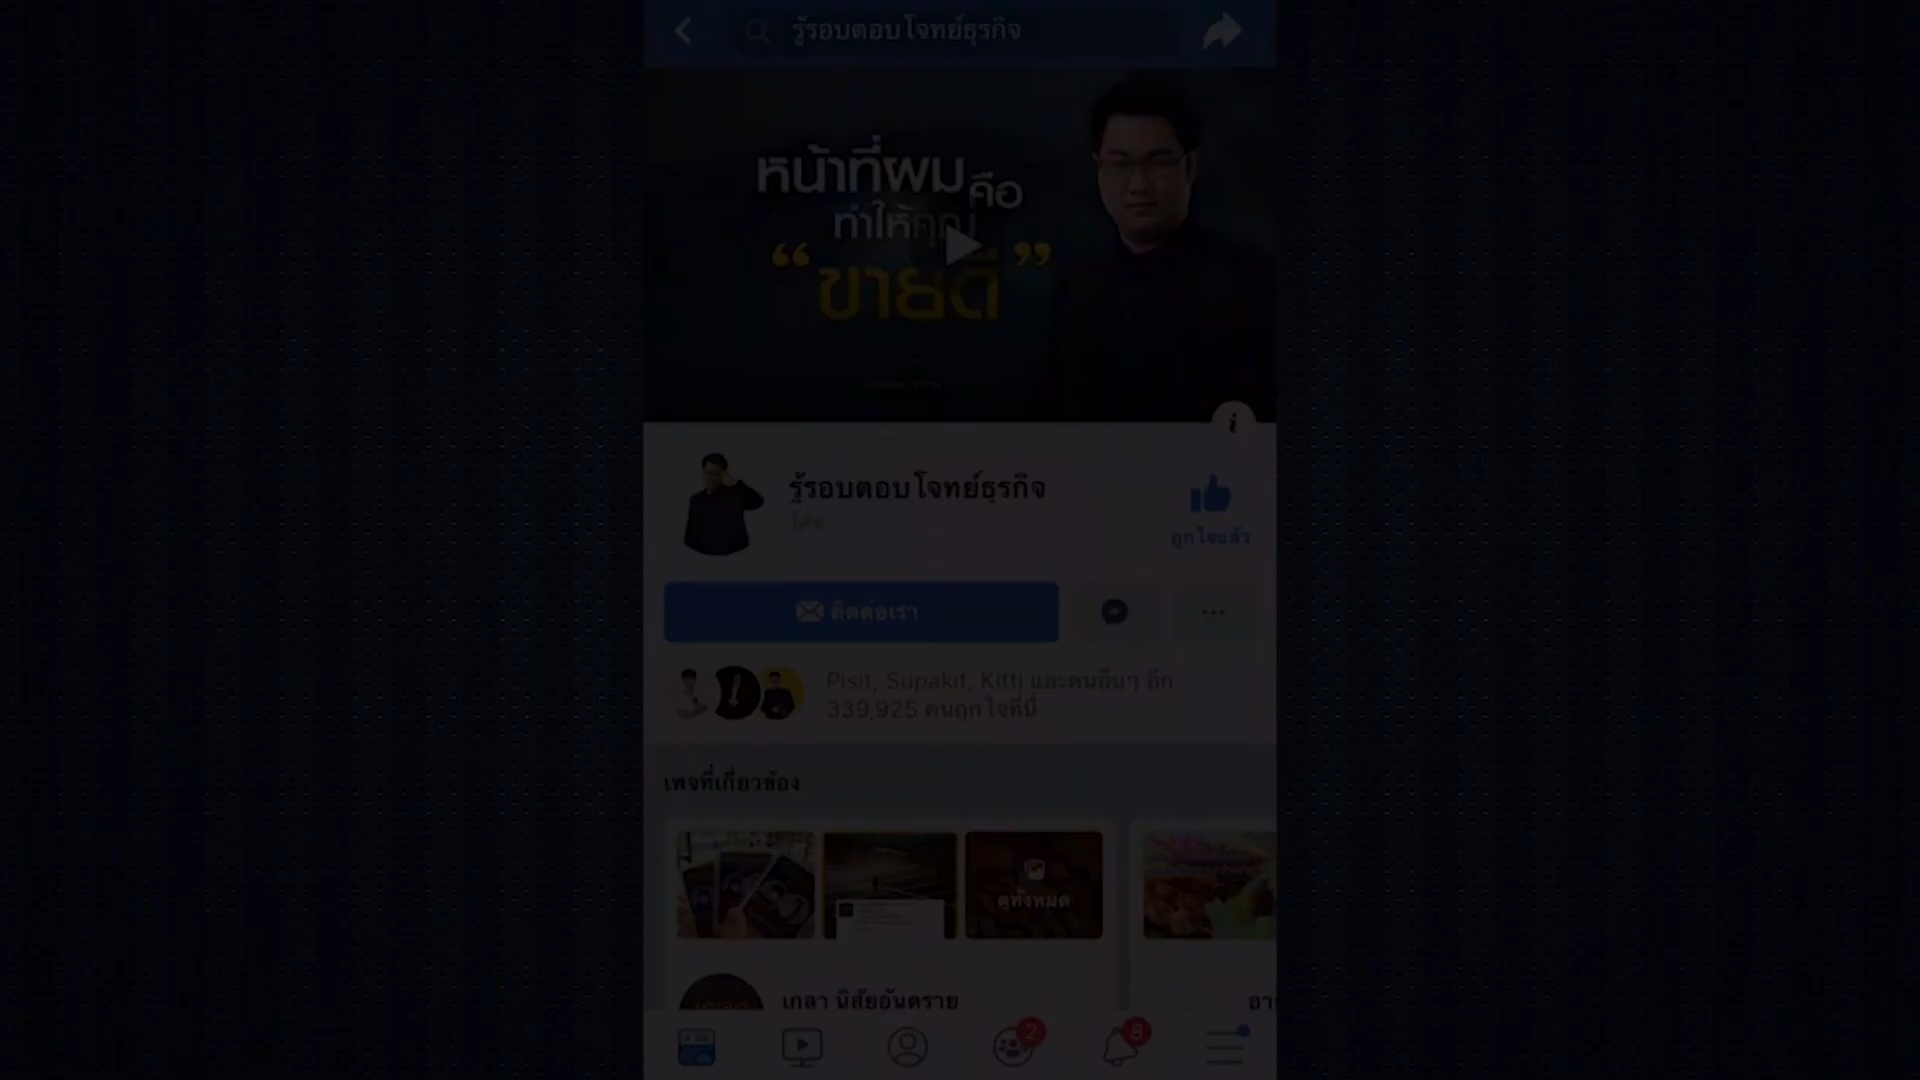 รู้รอบตอบโจทย์ธุรกิจ
หน้าที่ผมคือ
ทำให้คุณ
“ขายดี”
i
รู้รอบตอบโจทย์ธุรกิจ
โค้ช
ถูกใจแล้ว
ติดต่อเรา
Pisit, Supakit, Kitti และคนอื่นๆ อีก
339,925 คนถูกใจที่นี่
เพจที่เกี่ยวข้อง
ดูทั้งหมด
เกลา นิสัยอันตราย
2
8